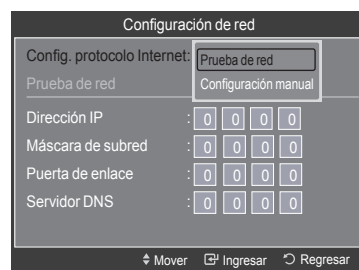 Configuración de red
Config. protocolo Internet: Prueba de red
Prueba de red Configuración manual
Dirección IP : 0 0 0 0
Máscara de subred : 0 0 0 0
Puerta de enlace : 0 0 0 0
Servidor DNS : 0 0 0 0
Mover Ingresar Regresar